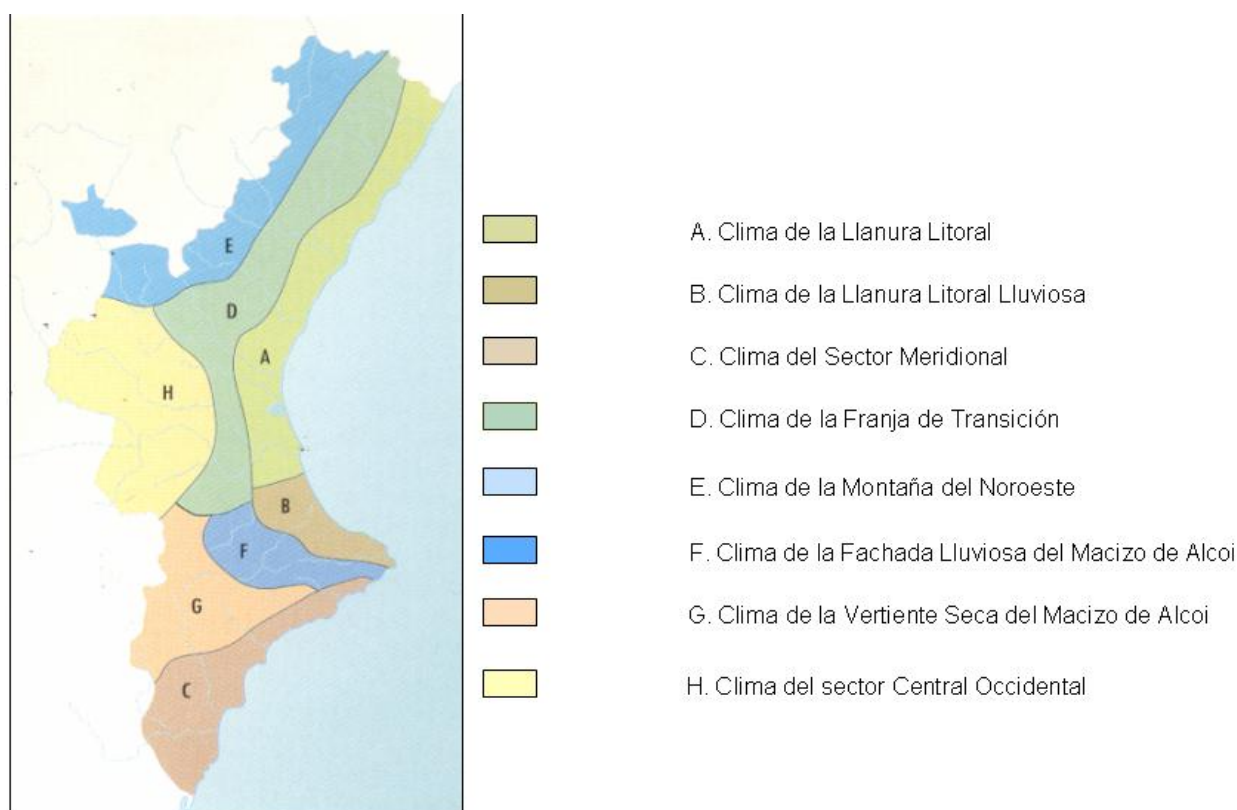 E
D
A
H
B
F
G
C
A. Clima de la Llanura Litoral
B. Clima de la Llanura Litoral Lluviosa
C. Clima del Sector Meridional
D. Clima de la Franja de Transición
E. Clima de la Montaña del Noroeste
F. Clima de la Fachada Lluviosa del Macizo de Alcoi
G. Clima de la Vertiente Seca del Macizo de Alcoi
H. Clima del sector Central Occidental